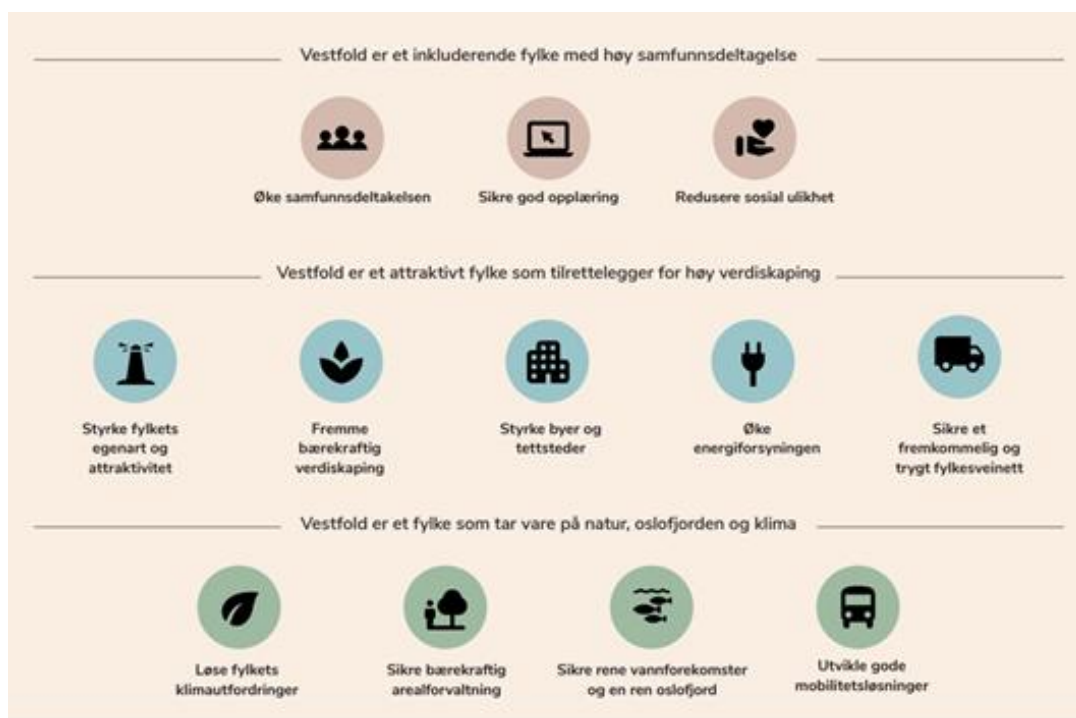 Vestfold er et inkluderende fylke med høy samfunnsdeltagelse
Øke samfunnsdeltakelsen
Sikre god opplæring
Redusere sosial ulikhet
Vestfold er et attraktivt fylke som tilrettelegger for høy verdiskaping
Styrke fylkets
egenart og
attraktivitet
Fremme
bærekraftig
verdiskaping
Styrke byer og
tettsteder
Øke
energiforsyningen
Sikre et
fremkommelig og
trygt fylkesveinett
Vestfold er et fylke som tar vare på natur, oslofjorden og klima
Løse fylkets
klimautfordringer
Sikre bærekraftig
arealforvaltning
Sikre rene vannforekomster
og en ren oslofjord
Utvikle gode
mobilitetsløsninger